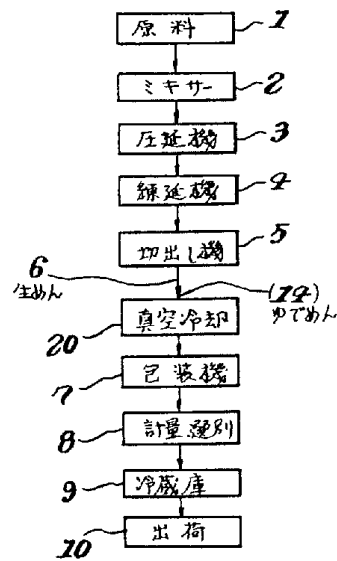 原料 1
ミキサー 2
圧延機 3
練延機 4
切出し機 5
6
生めん
(14)
ゆでめん
真空冷却
20
包装機
7
計量選別
8
冷蔵庫
9
出荷
10